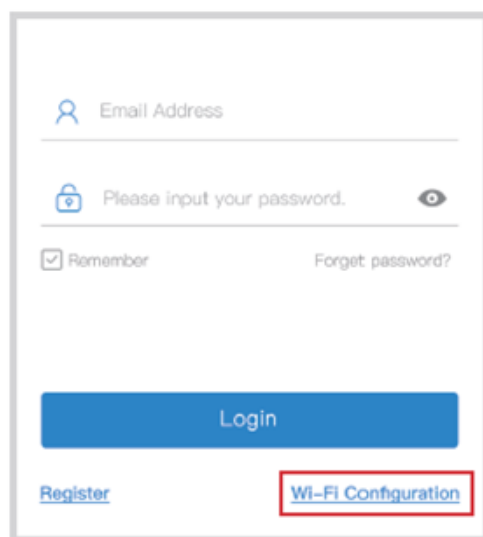 Email Address
Please input your password.
Remember Forget password?
Login
Register Wi-Fi Configuration